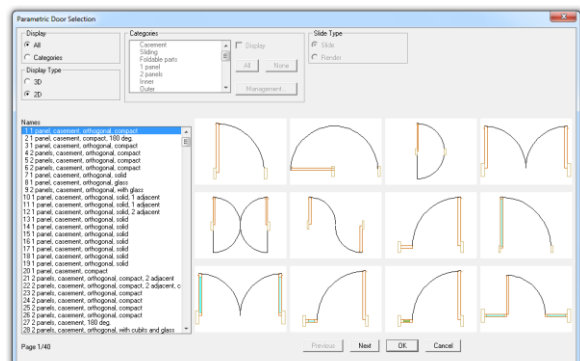 Parametric Door Selection
Display
All
Categories
Display Type
3D
2D
Categories
Casement
Sliding
Foldable parts
1 panel
2 panels
Inner
Outer
Display
All
None
Management...
Slide Type
Slide
Render
Names
1 1 panel, casement, orthogonal, compact
2 1 panel, casement, compact, 180 deg.
3 1 panel, casement, orthogonal, compact
4 2 panels, casement, orthogonal, compact
5 2 panels, casement, orthogonal, compact
6 2 panels, casement, orthogonal, compact
7 1 panel, casement, orthogonal, solid
8 1 panel, casement, orthogonal, glass
9 2 panels, casement, orthogonal, with glass
10 1 panel, casement, orthogonal, solid, 1 adjacent
11 1 panel, casement, orthogonal, solid, 1 adjacent
12 1 panel, casement, orthogonal, solid, 2 adjacent
13 1 panel, casement, orthogonal, solid
14 1 panel, casement, orthogonal, solid
15 1 panel, casement, orthogonal, solid
16 1 panel, casement, orthogonal, solid
17 1 panel, casement, orthogonal, solid
18 1 panel, casement, orthogonal, solid
19 1 panel, casement, orthogonal, solid
20 1 panel, casement, compact
21 2 panels, casement, orthogonal, compact, 2 adjacent
22 2 panels, casement, orthogonal, compact, 2 adjacent, c
23 2 panels, casement, orthogonal, compact
24 2 panels, casement, orthogonal, compact
25 2 panels, casement, orthogonal, compact
26 2 panels, casement, orthogonal, compact
27 2 panels, casement, 180 deg.
28 2 panels, casement, orthogonal, with cubits and glass
Page 1/40
Previous
Next
OK
Cancel